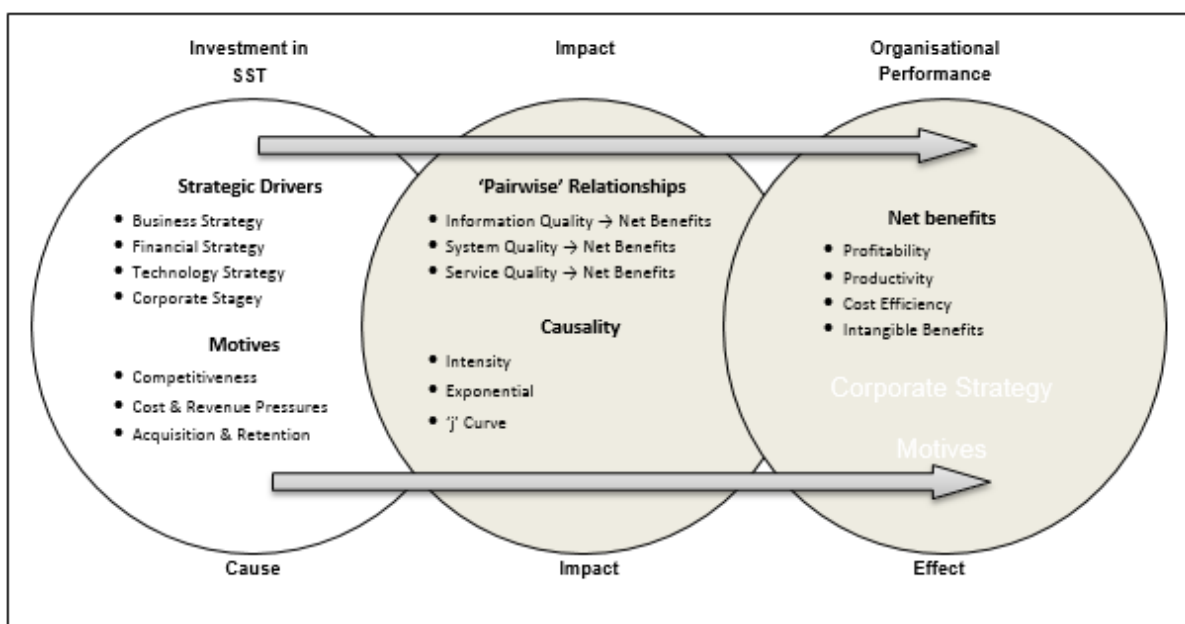 Investment in
SST
Impact
Organisational
Performance
Strategic Drivers
• Business Strategy
• Financial Strategy
• Technology Strategy
• Corporate Stagey
Motives
• Competitiveness
• Cost & Revenue Pressures
• Acquisition & Retention
‘Pairwise’ Relationships
• Information Quality → Net Benefits
• System Quality → Net Benefits
• Service Quality → Net Benefits
Causality
• Intensity
• Exponential
• ‘j’ Curve
Net benefits
• Profitability
• Productivity
• Cost Efficiency
• Intangible Benefits
Corporate Strategy
Motives
Cause
Impact
Effect